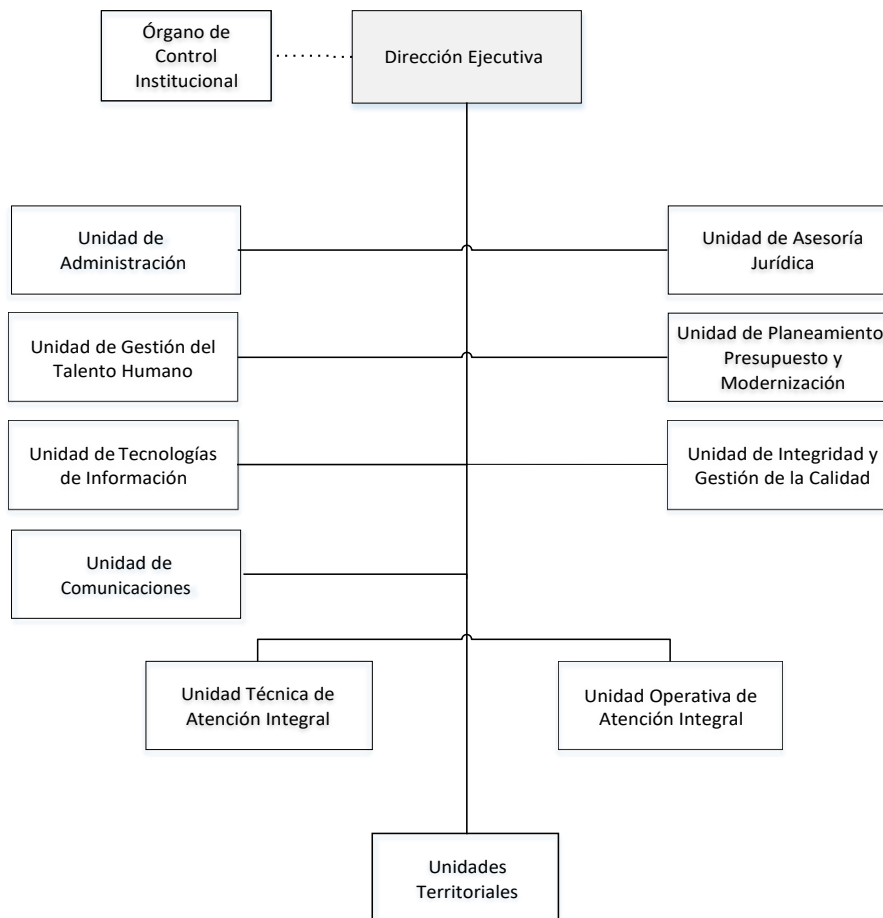 Órgano de
Control
Institucional
Dirección Ejecutiva
Unidad de
Administración
Unidad de Asesoría
Jurídica
Unidad de Gestión del
Talento Humano
Unidad de Planeamiento
Presupuesto y
Modernización
Unidad de Tecnologías
de Información
Unidad de Integridad y
Gestión de la Calidad
Unidad de
Comunicaciones
Unidad Técnica de
Atención Integral
Unidad Operativa de
Atención Integral
Unidades
Territoriales